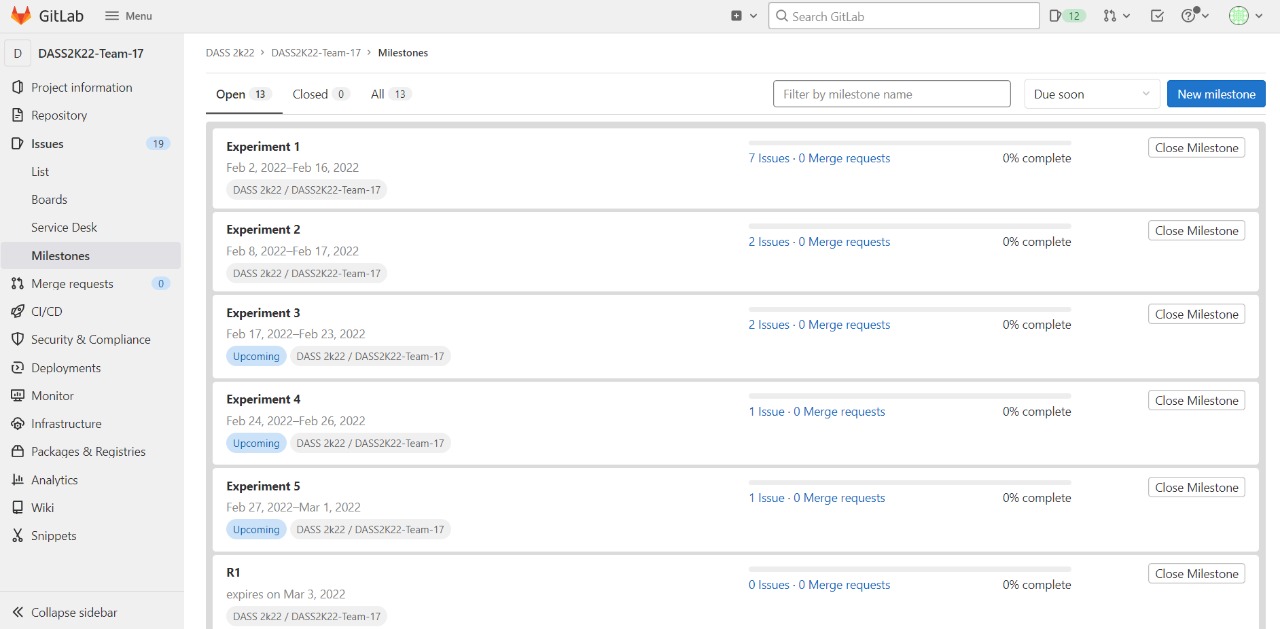 GitLab Menu Search GitLab 12
D DASS2K22-Team-17
Project information
Repository
Issues 19
List
Boards
Service Desk
Milestones
Merge requests 0
CI/CD
Security & Compliance
Deployments
Monitor
Infrastructure
Packages & Registries
Analytics
Wiki
Snippets
Collapse sidebar
DASS 2k22 › DASS2K22-Team-17 › Milestones
Open 13 Closed 0 All 13 Filter by milestone name Due soon New milestone
Experiment 1
Feb 2, 2022–Feb 16, 2022
DASS 2k22 / DASS2K22-Team-17
7 Issues · 0 Merge requests 0% complete
Close Milestone
Experiment 2
Feb 8, 2022–Feb 17, 2022
DASS 2k22 / DASS2K22-Team-17
2 Issues · 0 Merge requests 0% complete
Close Milestone
Experiment 3
Feb 17, 2022–Feb 23, 2022
Upcoming DASS 2k22 / DASS2K22-Team-17
2 Issues · 0 Merge requests 0% complete
Close Milestone
Experiment 4
Feb 24, 2022–Feb 26, 2022
Upcoming DASS 2k22 / DASS2K22-Team-17
1 Issue · 0 Merge requests 0% complete
Close Milestone
Experiment 5
Feb 27, 2022–Mar 1, 2022
Upcoming DASS 2k22 / DASS2K22-Team-17
1 Issue · 0 Merge requests 0% complete
Close Milestone
R1
expires on Mar 3, 2022
DASS 2k22 / DASS2K22-Team-17
0 Issues · 0 Merge requests 0% complete
Close Milestone